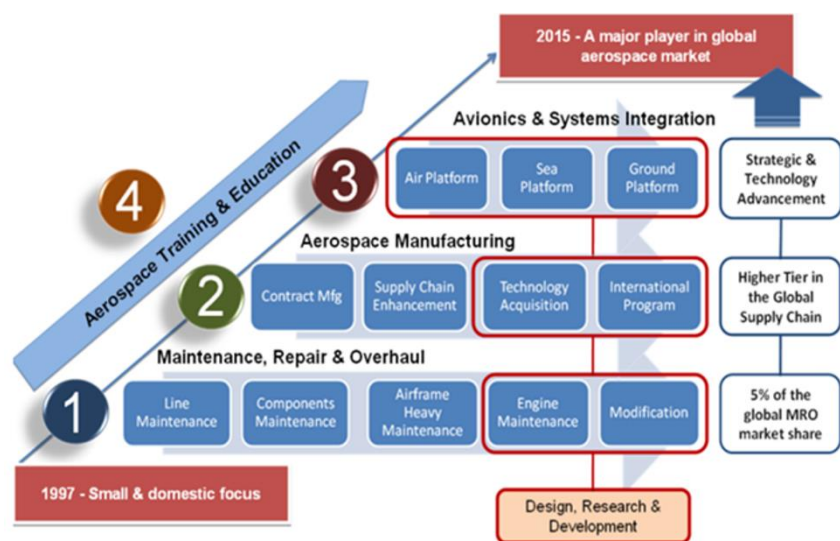 2015 - A major player in global
aerospace market
Avionics & Systems Integration
3
Air Platform
Sea
Platform
Ground
Platform
Strategic &
Technology
Advancement
4
Aerospace Training & Education
Aerospace Manufacturing
2
Contract Mfg
Supply Chain
Enhancement
Technology
Acquisition
International
Program
Higher Tier in
the Global
Supply Chain
Maintenance, Repair & Overhaul
1
Line
Maintenance
Components
Maintenance
Airframe
Heavy
Maintenance
Engine
Maintenance
Modification
5% of the
global MRO
market share
1997 - Small & domestic focus
Design, Research &
Development